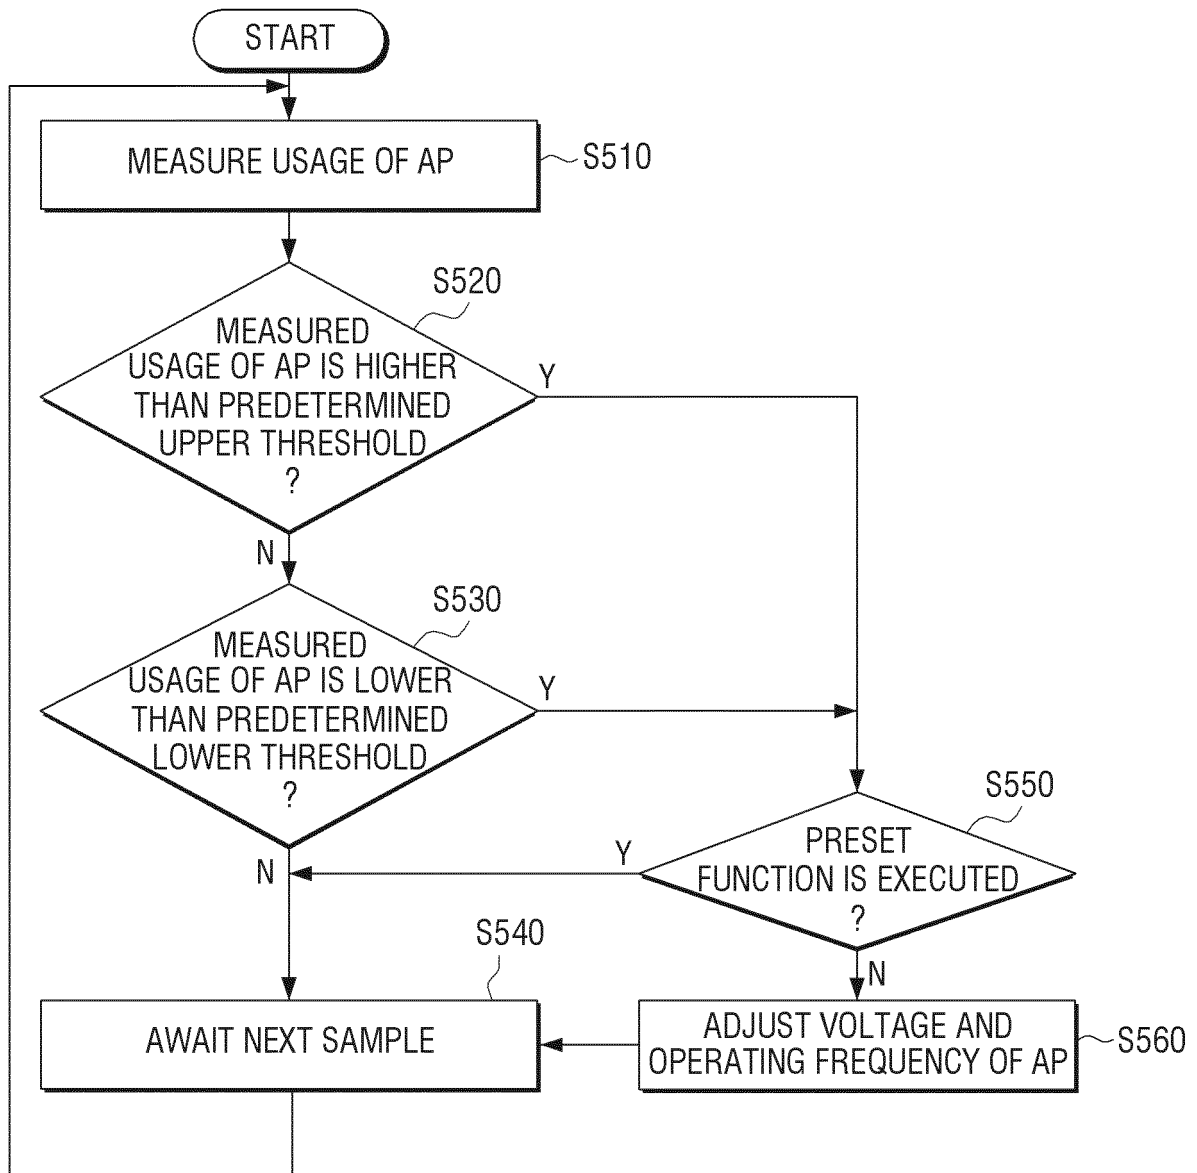 START
MEASURE USAGE OF AP
S510
S520
MEASURED
USAGE OF AP IS HIGHER
THAN PREDETERMINED
UPPER THRESHOLD
?
Y
N
S530
MEASURED
USAGE OF AP IS LOWER
THAN PREDETERMINED
LOWER THRESHOLD
?
Y
N
S550
PRESET
FUNCTION IS EXECUTED
?
Y
N
S540
AWAIT NEXT SAMPLE
ADJUST VOLTAGE AND
OPERATING FREQUENCY OF AP
S560